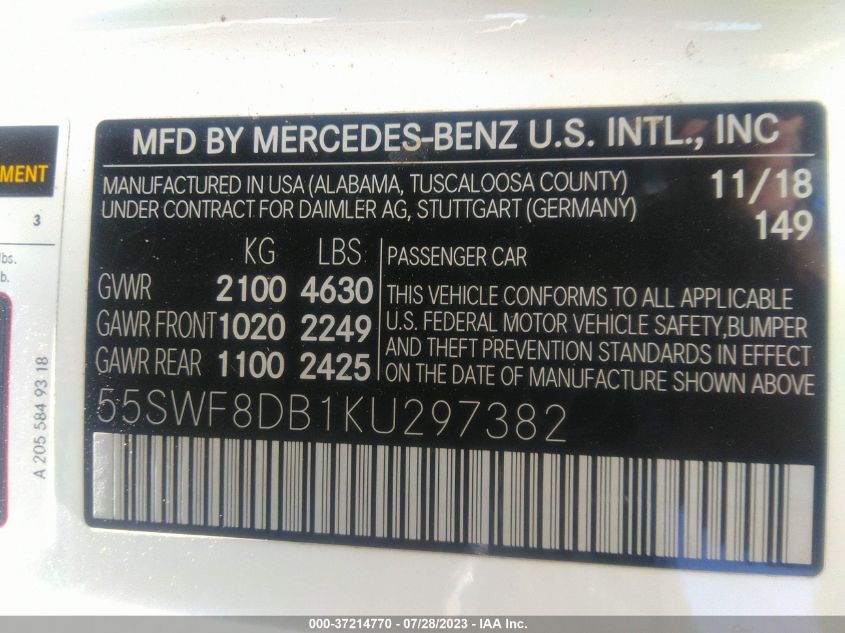 MFD BY MERCEDES-BENZ U.S. INTL., INC
MANUFACTURED IN USA (ALABAMA, TUSCALOOSA COUNTY) 11/18
UNDER CONTRACT FOR DAIMLER AG, STUTTGART (GERMANY) 149
KG LBS
GVWR 2100 4630
GAWR FRONT 1020 2249
GAWR REAR 1100 2425
PASSENGER CAR
THIS VEHICLE CONFORMS TO ALL APPLICABLE
U.S. FEDERAL MOTOR VEHICLE SAFETY, BUMPER
AND THEFT PREVENTION STANDARDS IN EFFECT
ON THE DATE OF MANUFACTURE SHOWN ABOVE
55SWF8DB1KU297382
MENT
3
lbs.
b.
A 205 584 93 18
000-37214770 - 07/28/2023 - IAA Inc.